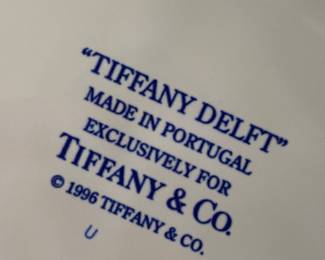 "TIFFANY DELFT"
MADE IN PORTUGAL
EXCLUSIVELY FOR
TIFFANY & CO.
© 1996 TIFFANY & CO.
U